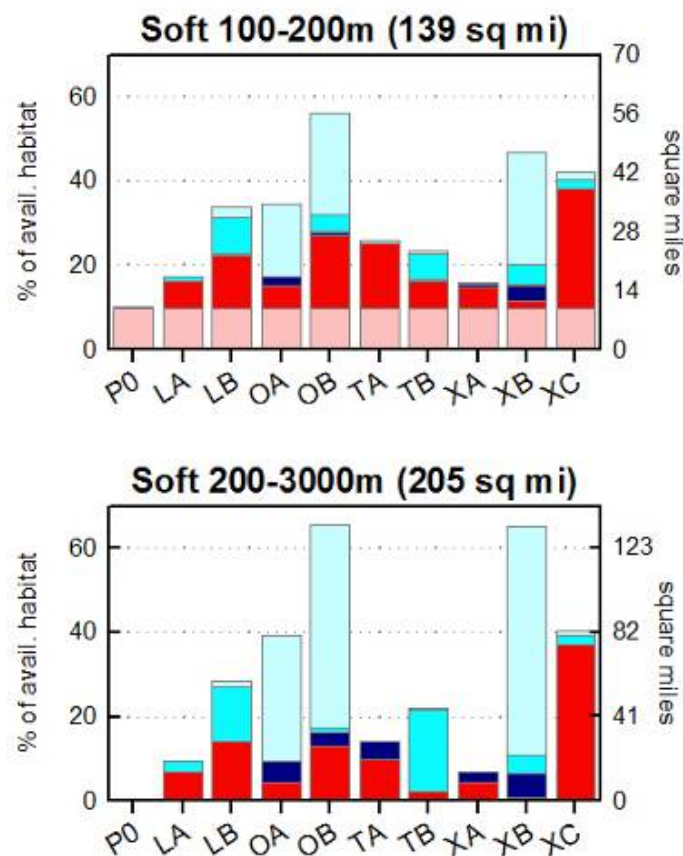 Soft 100-200m (139 sq mi)
% of avail. habitat
60
40
20
0
70
56
42
28
14
0
square miles
P0 LA LB OA OB TA TB XA XB XC
Soft 200-3000m (205 sq mi)
% of avail. habitat
60
40
20
0
123
82
41
0
square miles
P0 LA LB OA OB TA TB XA XB XC